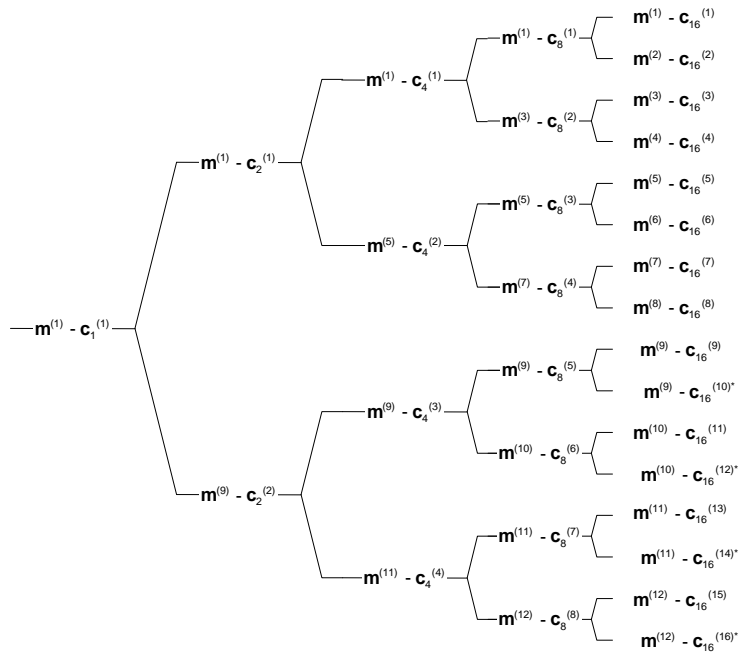 m⁽¹⁾ - c₁⁽¹⁾
m⁽¹⁾ - c₂⁽¹⁾
m⁽⁹⁾ - c₂⁽²⁾
m⁽¹⁾ - c₄⁽¹⁾
m⁽⁵⁾ - c₄⁽²⁾
m⁽⁹⁾ - c₄⁽³⁾
m⁽¹¹⁾ - c₄⁽⁴⁾
m⁽¹⁾ - c₈⁽¹⁾
m⁽³⁾ - c₈⁽²⁾
m⁽⁵⁾ - c₈⁽³⁾
m⁽⁷⁾ - c₈⁽⁴⁾
m⁽⁹⁾ - c₈⁽⁵⁾
m⁽¹⁰⁾ - c₈⁽⁶⁾
m⁽¹¹⁾ - c₈⁽⁷⁾
m⁽¹²⁾ - c₈⁽⁸⁾
m⁽¹⁾ - c₁₆⁽¹⁾
m⁽²⁾ - c₁₆⁽²⁾
m⁽³⁾ - c₁₆⁽³⁾
m⁽⁴⁾ - c₁₆⁽⁴⁾
m⁽⁵⁾ - c₁₆⁽⁵⁾
m⁽⁶⁾ - c₁₆⁽⁶⁾
m⁽⁷⁾ - c₁₆⁽⁷⁾
m⁽⁸⁾ - c₁₆⁽⁸⁾
m⁽⁹⁾ - c₁₆⁽⁹⁾
m⁽⁹⁾ - c₁₆⁽¹⁰⁾*
m⁽¹⁰⁾ - c₁₆⁽¹¹⁾
m⁽¹⁰⁾ - c₁₆⁽¹²⁾*
m⁽¹¹⁾ - c₁₆⁽¹³⁾
m⁽¹¹⁾ - c₁₆⁽¹⁴⁾*
m⁽¹²⁾ - c₁₆⁽¹⁵⁾
m⁽¹²⁾ - c₁₆⁽¹⁶⁾*